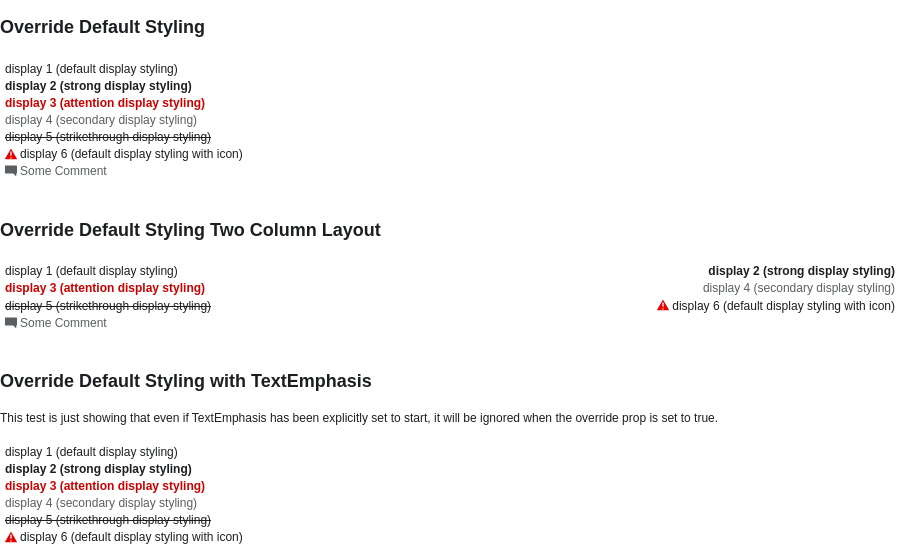 Override Default Styling
display 1 (default display styling)
display 2 (strong display styling)
display 3 (attention display styling)
display 4 (secondary display styling)
display 5 (strikethrough display styling)
display 6 (default display styling with icon)
Some Comment
Override Default Styling Two Column Layout
display 1 (default display styling) display 2 (strong display styling)
display 3 (attention display styling) display 4 (secondary display styling)
display 5 (strikethrough display styling) display 6 (default display styling with icon)
Some Comment
Override Default Styling with TextEmphasis
This test is just showing that even if TextEmphasis has been explicitly set to start, it will be ignored when the override prop is set to true.
display 1 (default display styling)
display 2 (strong display styling)
display 3 (attention display styling)
display 4 (secondary display styling)
display 5 (strikethrough display styling)
display 6 (default display styling with icon)